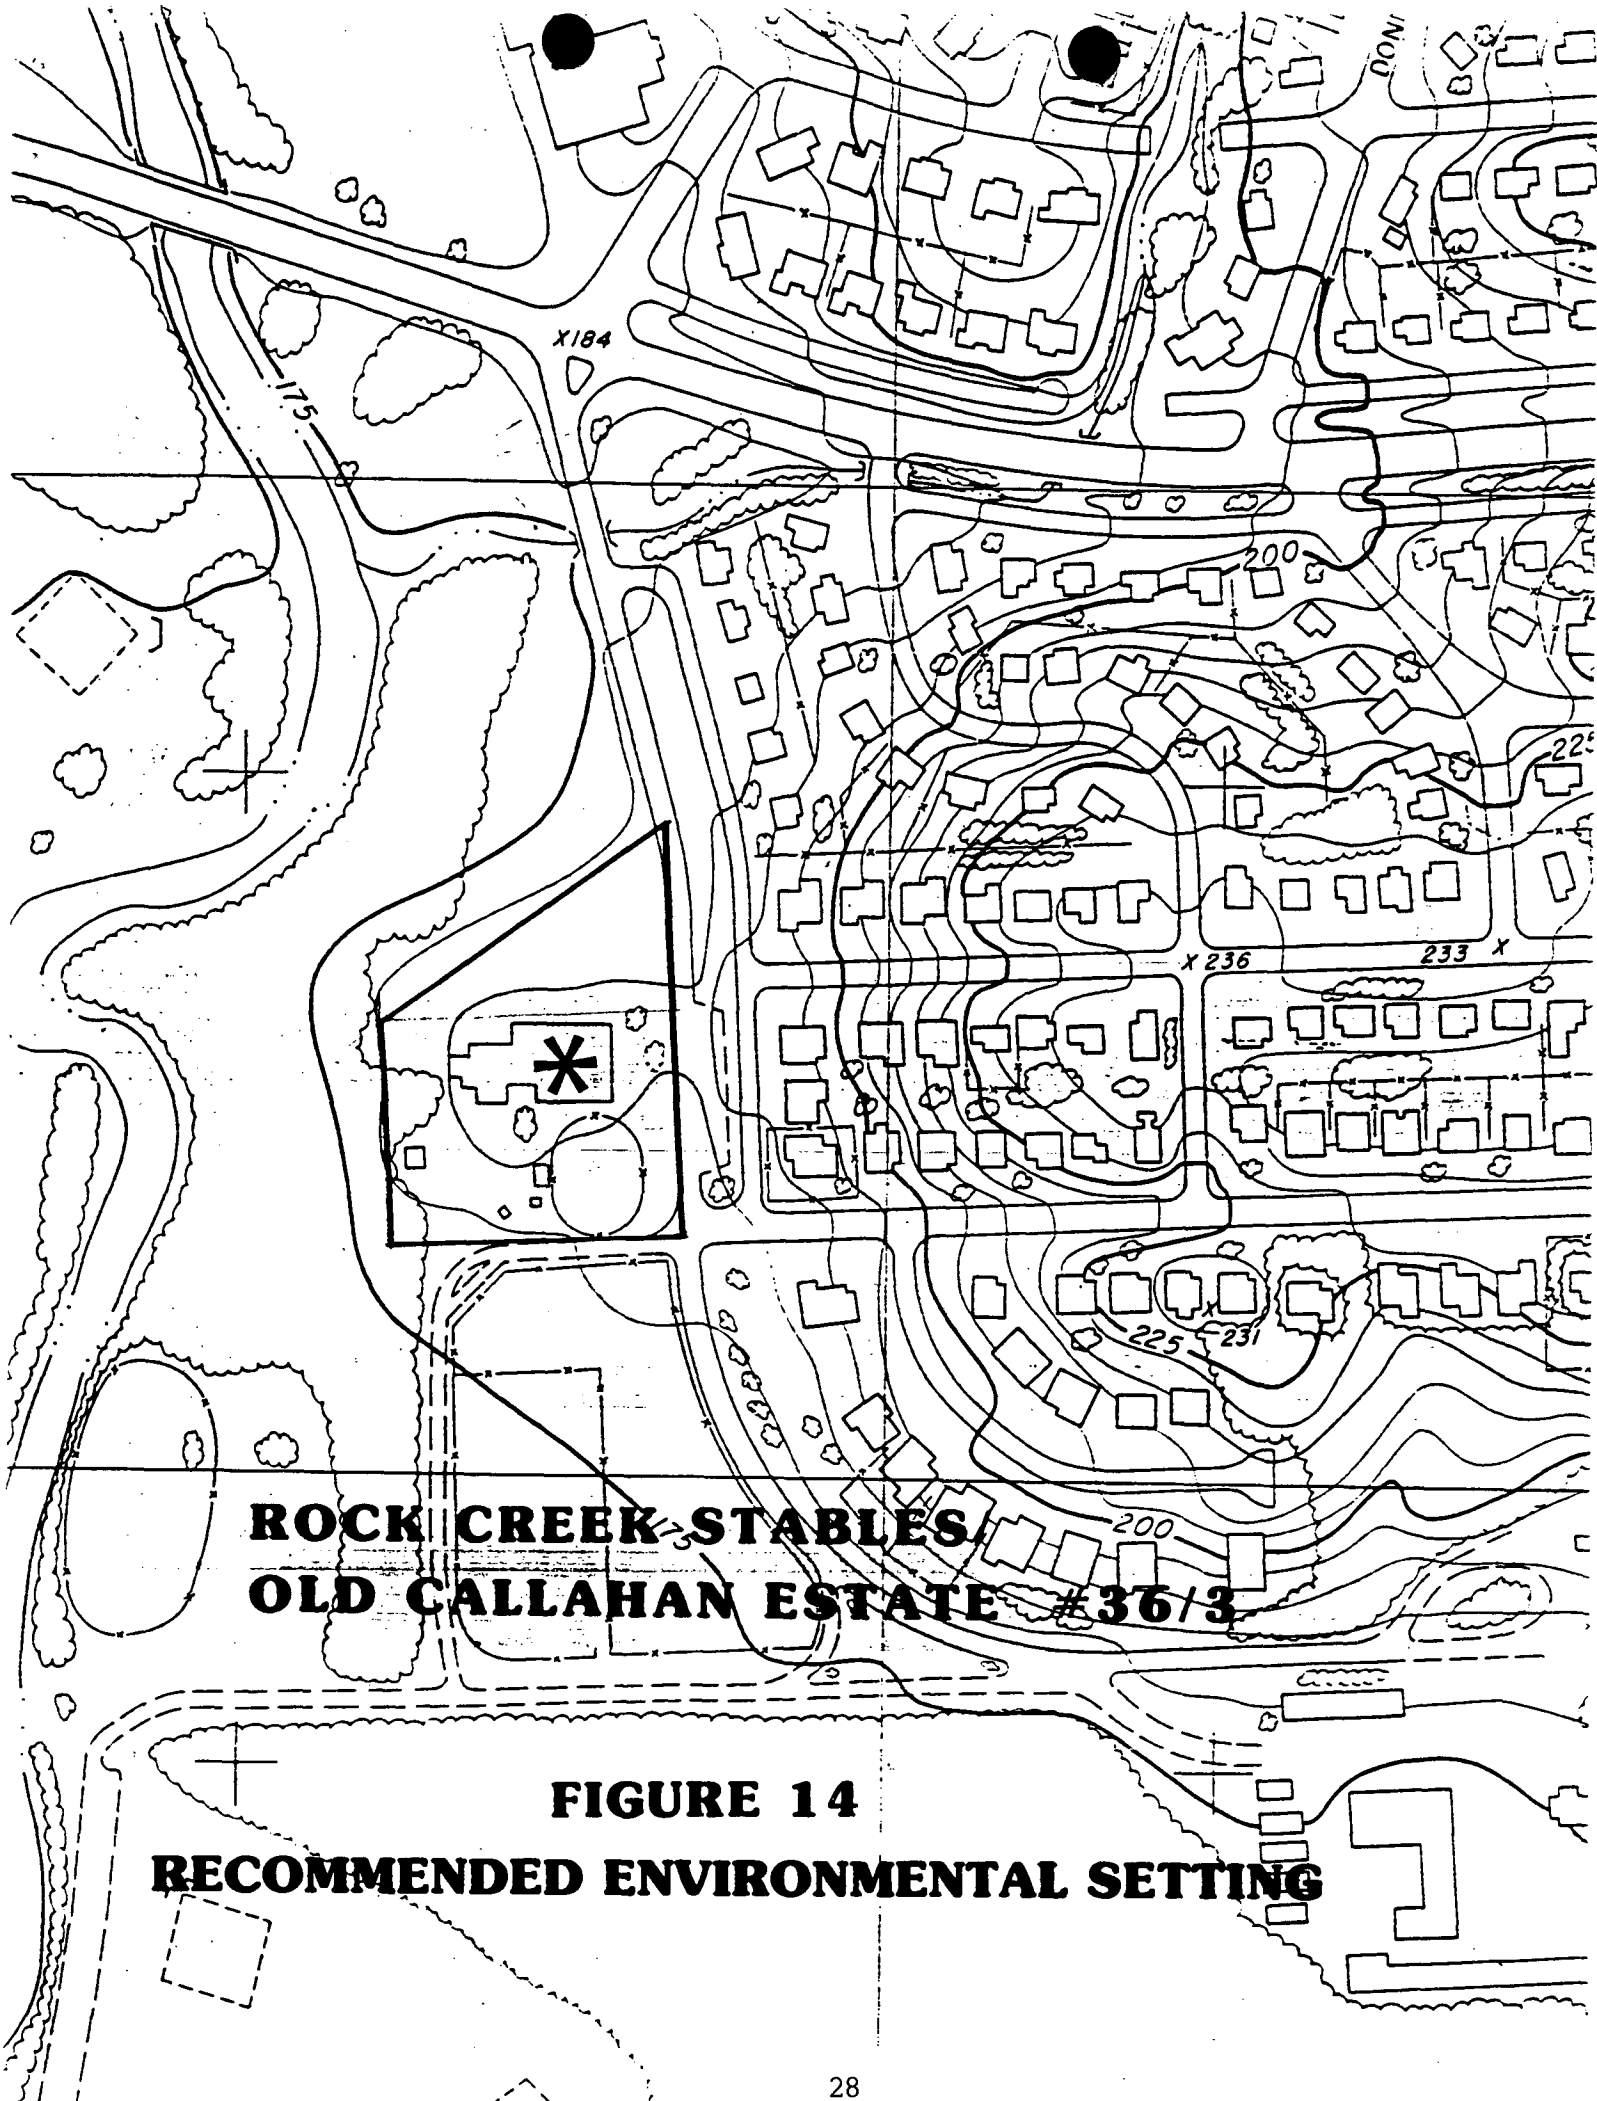 DONN
X184
175
200
225
X 236
233 X
X
231
225
ROCK CREEK STABLES/
200
OLD CALLAHAN ESTATE #36/3
FIGURE 14
RECOMMENDED ENVIRONMENTAL SETTING
28